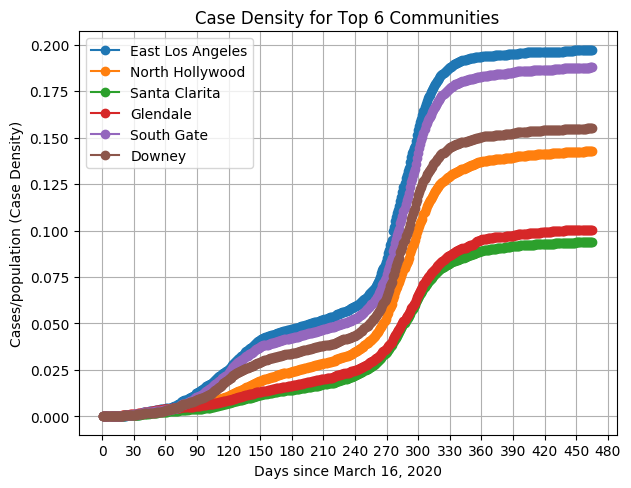 Case Density for Top 6 Communities
East Los Angeles
North Hollywood
Santa Clarita
Glendale
South Gate
Downey
Cases/population (Case Density)
0.200
0.175
0.150
0.125
0.100
0.075
0.050
0.025
0.000
0 30 60 90 120 150 180 210 240 270 300 330 360 390 420 450 480
Days since March 16, 2020